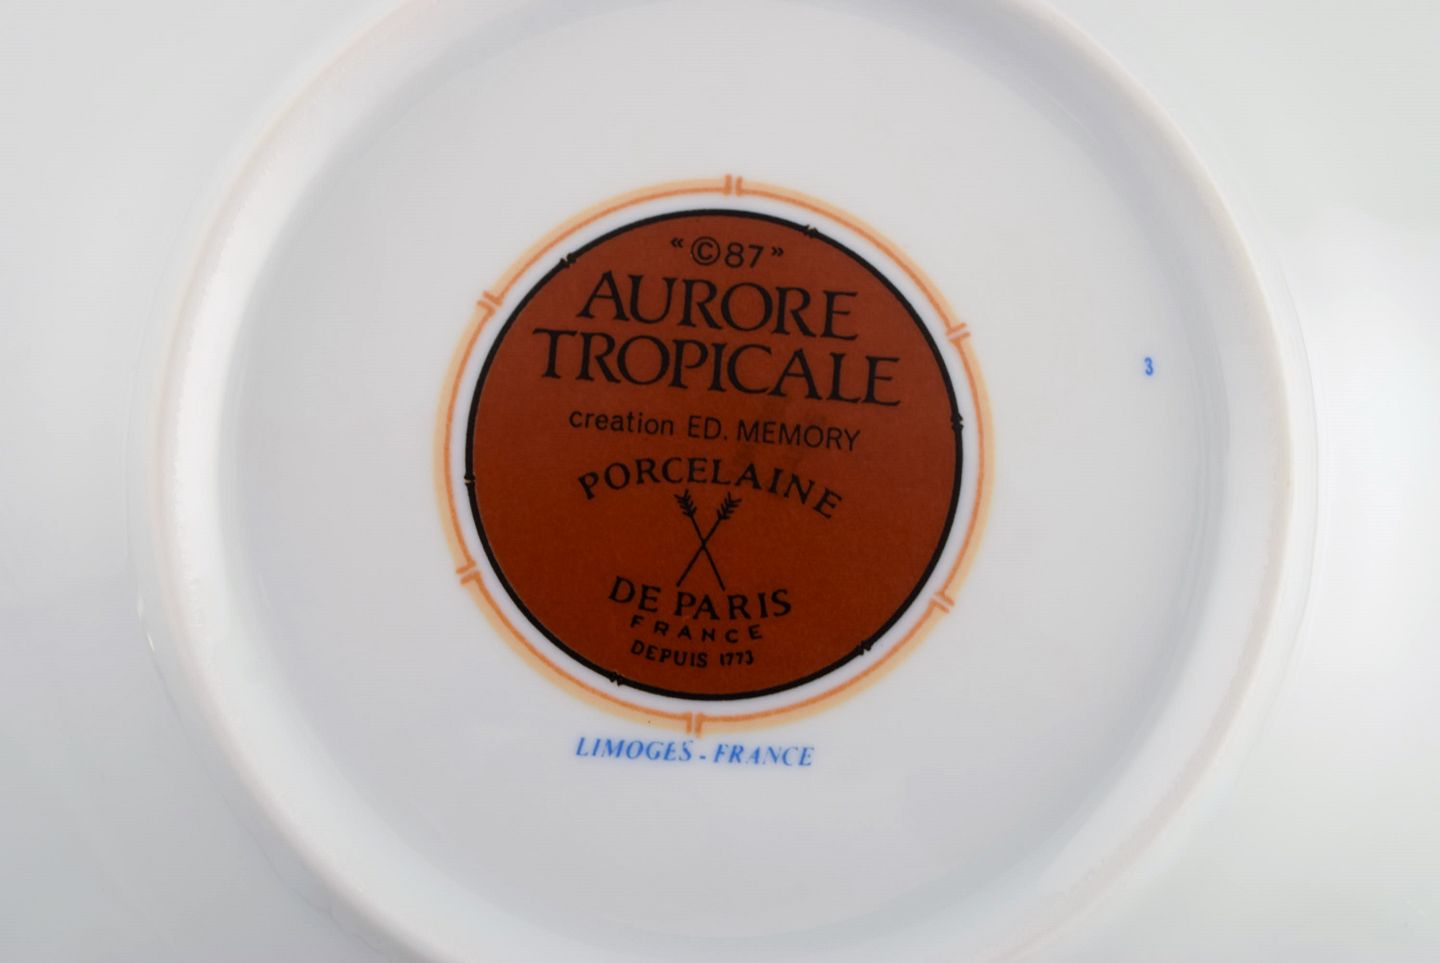 «©87»
AURORE
TROPICALE
creation ED. MEMORY
PORCELAINE
DE PARIS
FRANCE
DEPUIS 1773
LIMOGES - FRANCE
3